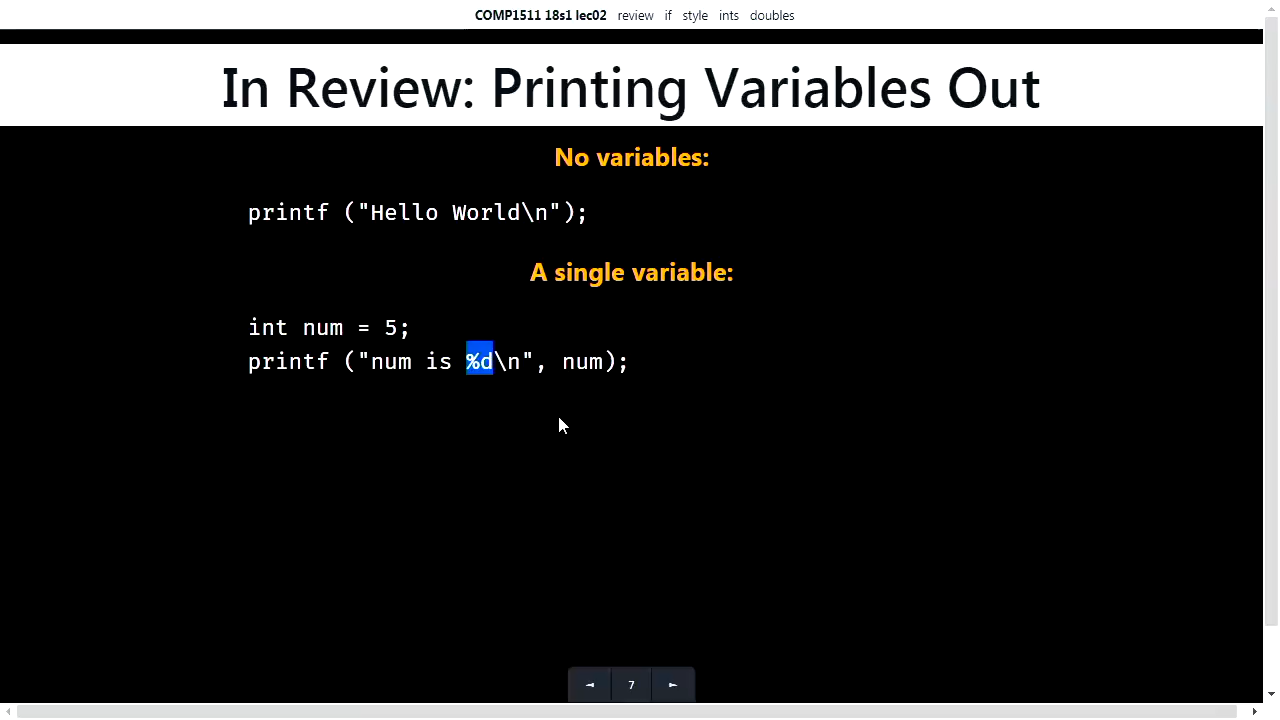 COMP1511 18s1 lec02 review if style ints doubles
In Review: Printing Variables Out
No variables:
printf ("Hello World\n");
A single variable:
int num = 5;
printf ("num is %d\n", num);
7